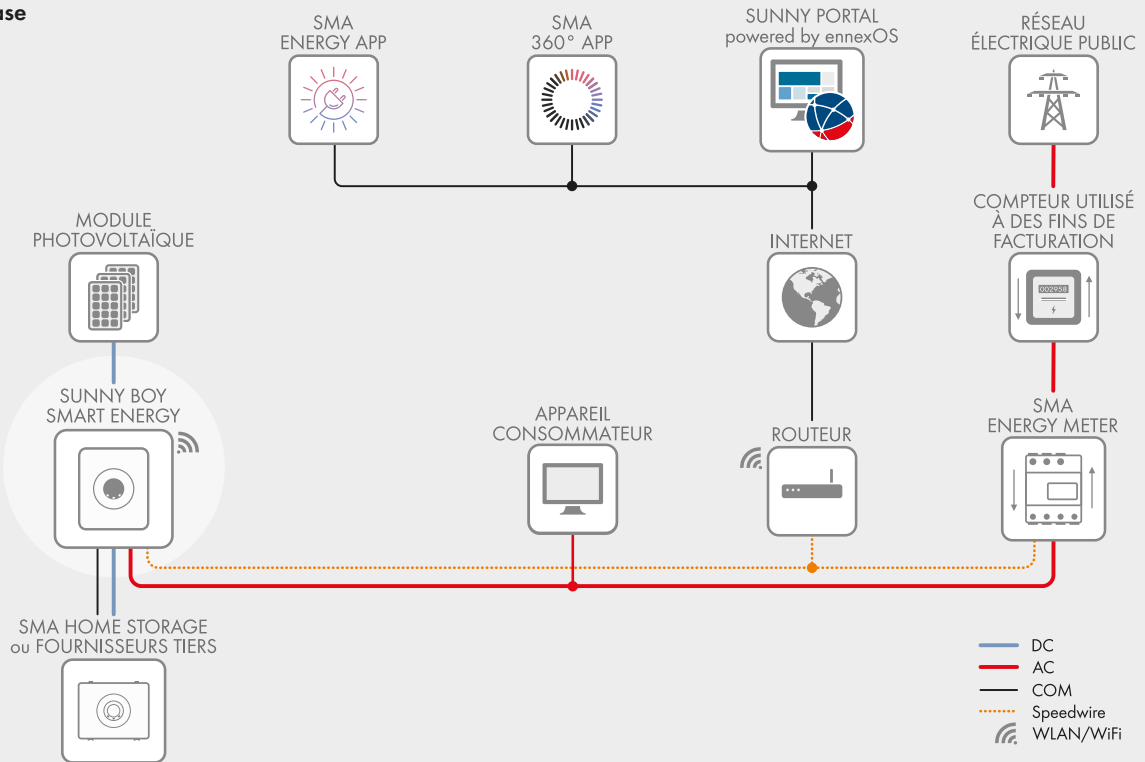 SMA
ENERGY APP
SMA
360° APP
SUNNY PORTAL
powered by ennexOS
RÉSEAU
ÉLECTRIQUE PUBLIC
MODULE
PHOTOVOLTAÏQUE
INTERNET
COMPTEUR UTILISÉ
À DES FINS DE
FACTURATION
002958
SUNNY BOY
SMART ENERGY
APPAREIL
CONSOMMATEUR
ROUTEUR
SMA
ENERGY METER
SMA HOME STORAGE
ou FOURNISSEURS TIERS
DC
AC
COM
Speedwire
WLAN/WiFi